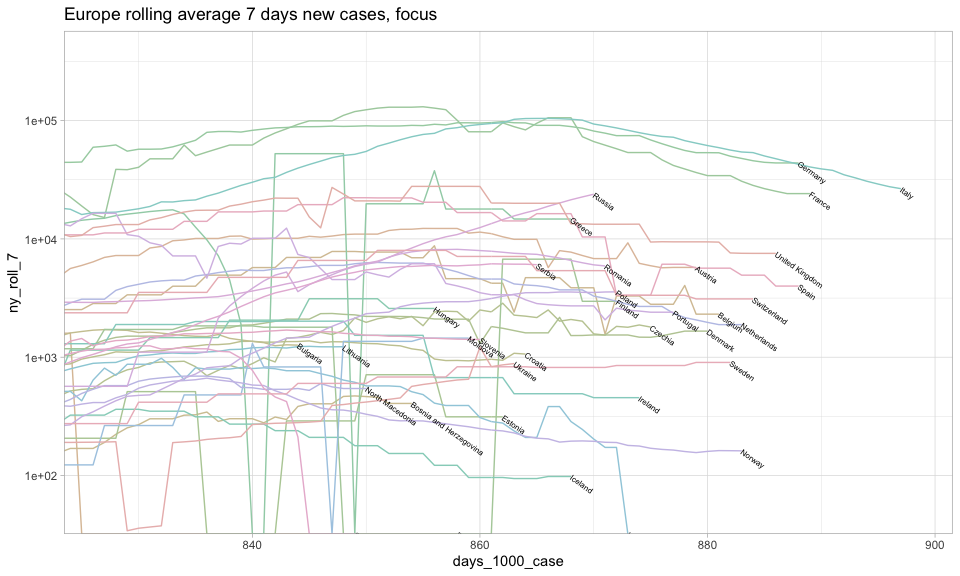 Europe rolling average 7 days new cases, focus
ny_roll_7
1e+05
1e+04
1e+03
1e+02
Germany
Italy
France
Russia
Greece
United Kingdom
Serbia
Romania
Austria
Spain
Poland
Finland
Switzerland
Hungary
Portugal
Belgium
Netherlands
Czechia
Denmark
Bulgaria
Lithuania
Moldova
Slovenia
Croatia
Ukraine
Sweden
North Macedonia
Bosnia and Herzegovina
Estonia
Ireland
Norway
Iceland
840
860
880
900
days_1000_case